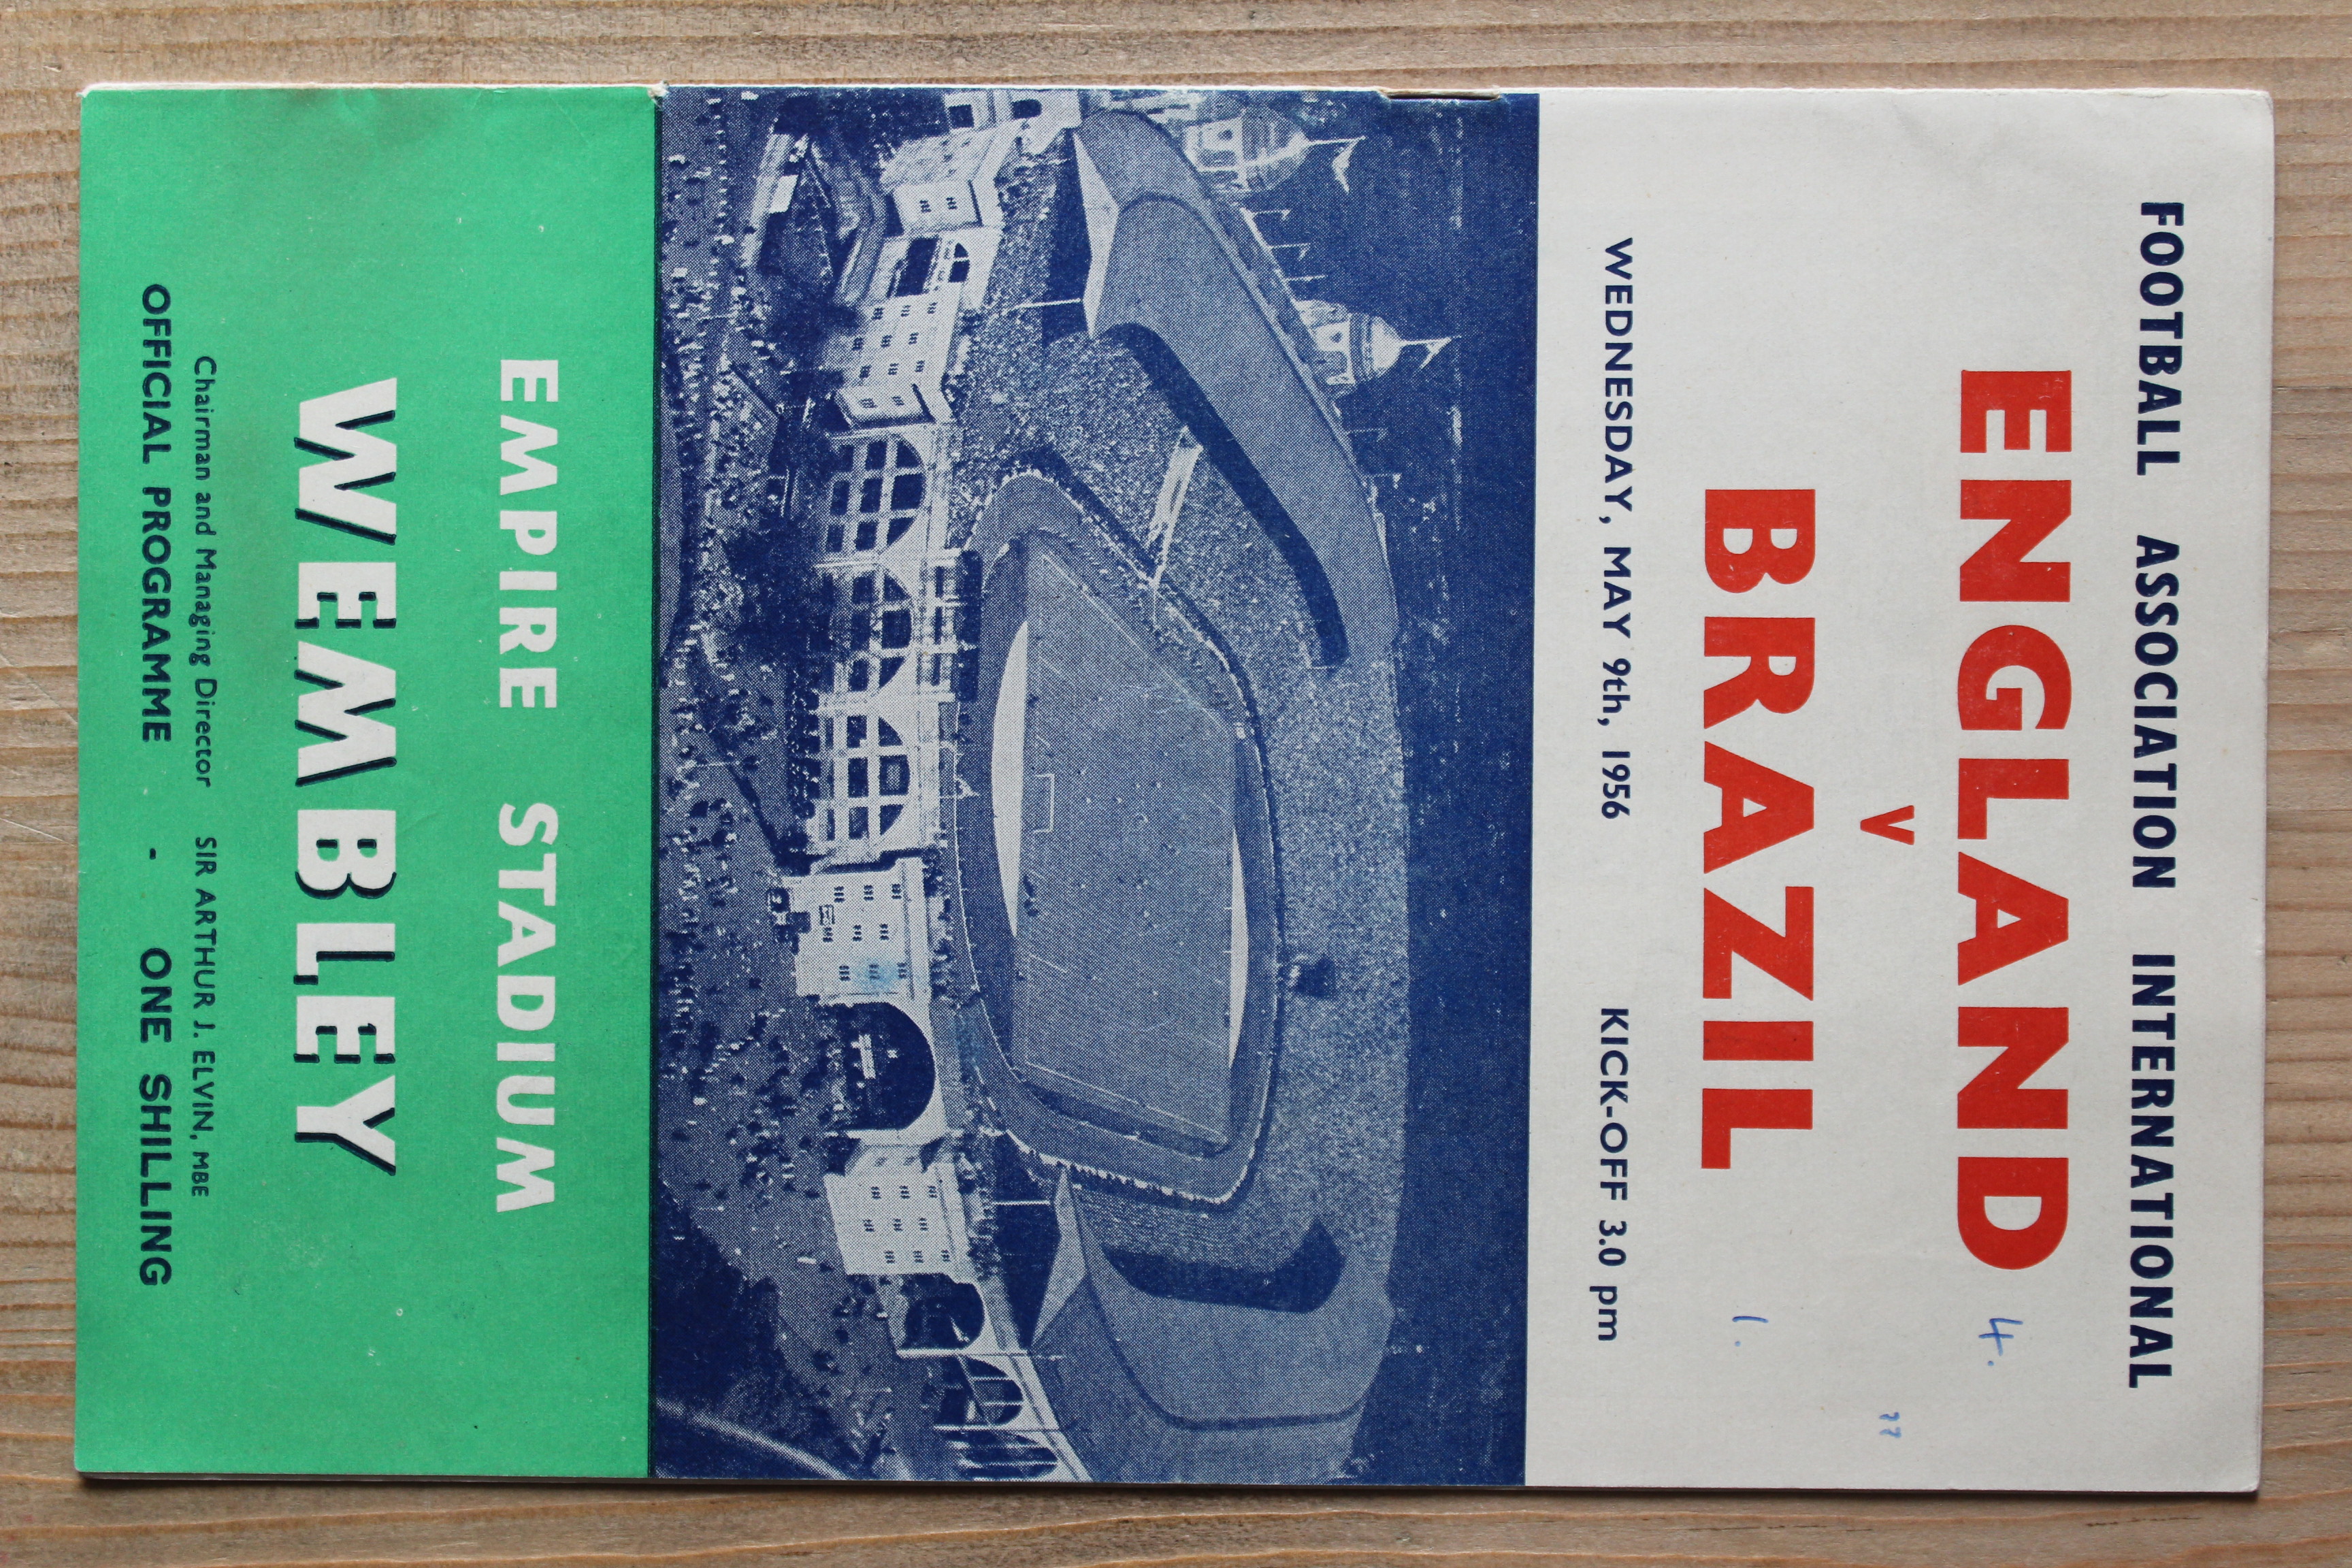 FOOTBALL ASSOCIATION INTERNATIONAL
ENGLAND 4.
V
BRAZIL 1.
WEDNESDAY, MAY 9th, 1956 KICK-OFF 3.0 pm
EMPIRE STADIUM
WEMBLEY
Chairman and Managing Director SIR ARTHUR J. ELVIN, MBE
OFFICIAL PROGRAMME - ONE SHILLING